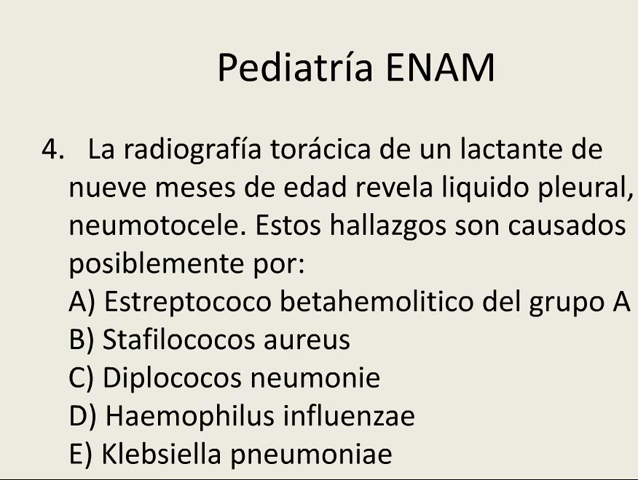 Pediatría ENAM
4. La radiografía torácica de un lactante de
nueve meses de edad revela liquido pleural,
neumotocele. Estos hallazgos son causados
posiblemente por:
A) Estreptococo betahemolitico del grupo A
B) Stafilococos aureus
C) Diplococos neumonie
D) Haemophilus influenzae
E) Klebsiella pneumoniae